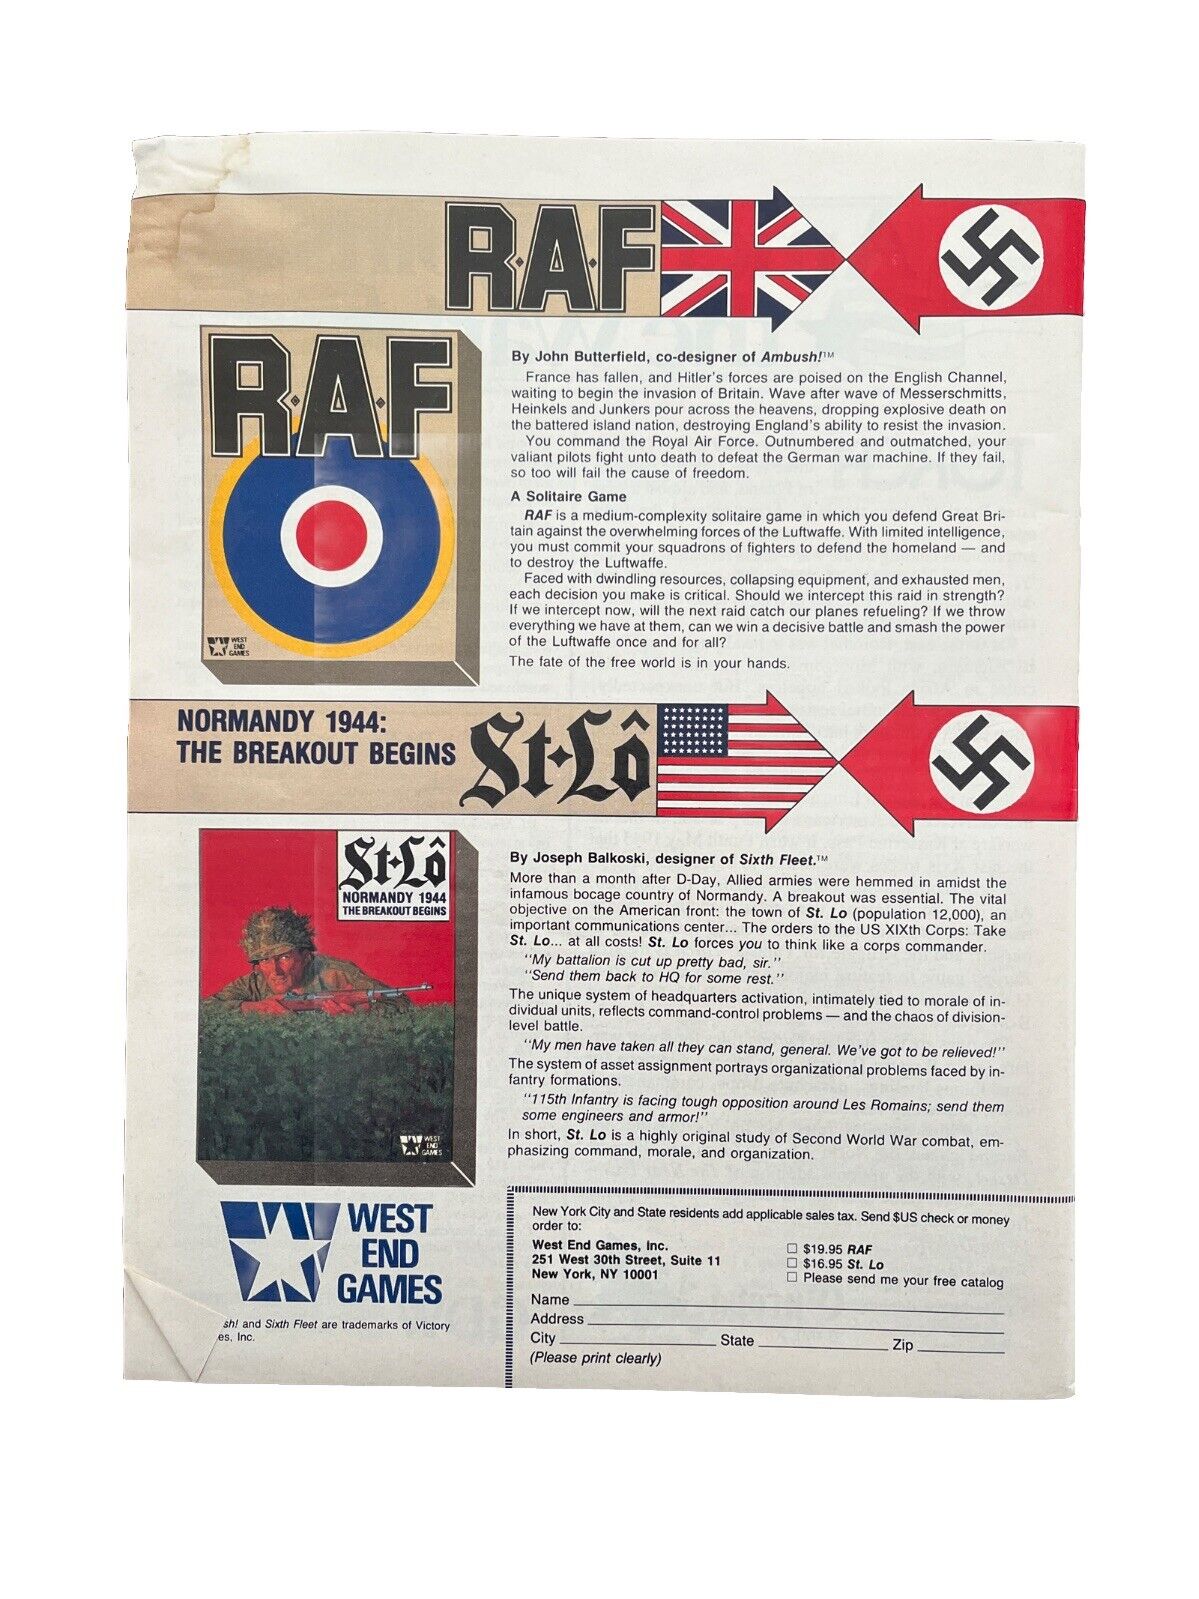 R·A·F
R·A·F
WEST
END
GAMES
By John Butterfield, co-designer of Ambush!™
France has fallen, and Hitler's forces are poised on the English Channel,
waiting to begin the invasion of Britain. Wave after wave of Messerschmitts,
Heinkels and Junkers pour across the heavens, dropping explosive death on
the battered island nation, destroying England's ability to resist the invasion.
You command the Royal Air Force. Outnumbered and outmatched, your
valiant pilots fight unto death to defeat the German war machine. If they fail,
so too will fail the cause of freedom.
A Solitaire Game
RAF is a medium-complexity solitaire game in which you defend Great Bri-
tain against the overwhelming forces of the Luftwaffe. With limited intelligence,
you must commit your squadrons of fighters to defend the homeland — and
to destroy the Luftwaffe.
Faced with dwindling resources, collapsing equipment, and exhausted men,
each decision you make is critical. Should we intercept this raid in strength?
If we intercept now, will the next raid catch our planes refueling? If we throw
everything we have at them, can we win a decisive battle and smash the power
of the Luftwaffe once and for all?
The fate of the free world is in your hands.
NORMANDY 1944:
THE BREAKOUT BEGINS
St·Lô
St·Lô
NORMANDY 1944
THE BREAKOUT BEGINS
WEST
END
GAMES
By Joseph Balkoski, designer of Sixth Fleet.™
More than a month after D-Day, Allied armies were hemmed in amidst the
infamous bocage country of Normandy. A breakout was essential. The vital
objective on the American front: the town of St. Lo (population 12,000), an
important communications center... The orders to the US XIXth Corps: Take
St. Lo... at all costs! St. Lo forces you to think like a corps commander.
"My battalion is cut up pretty bad, sir."
"Send them back to HQ for some rest."
The unique system of headquarters activation, intimately tied to morale of in-
dividual units, reflects command-control problems — and the chaos of division-
level battle.
"My men have taken all they can stand, general. We've got to be relieved!"
The system of asset assignment portrays organizational problems faced by in-
fantry formations.
"115th Infantry is facing tough opposition around Les Romains; send them
some engineers and armor!"
In short, St. Lo is a highly original study of Second World War combat, em-
phasizing command, morale, and organization.
WEST
END
GAMES
sh! and Sixth Fleet are trademarks of Victory
es, Inc.
New York City and State residents add applicable sales tax. Send $US check or money
order to:
West End Games, Inc.
251 West 30th Street, Suite 11
New York, NY 10001
☐ $19.95 RAF
☐ $16.95 St. Lo
☐ Please send me your free catalog
Name
Address
City State Zip
(Please print clearly)